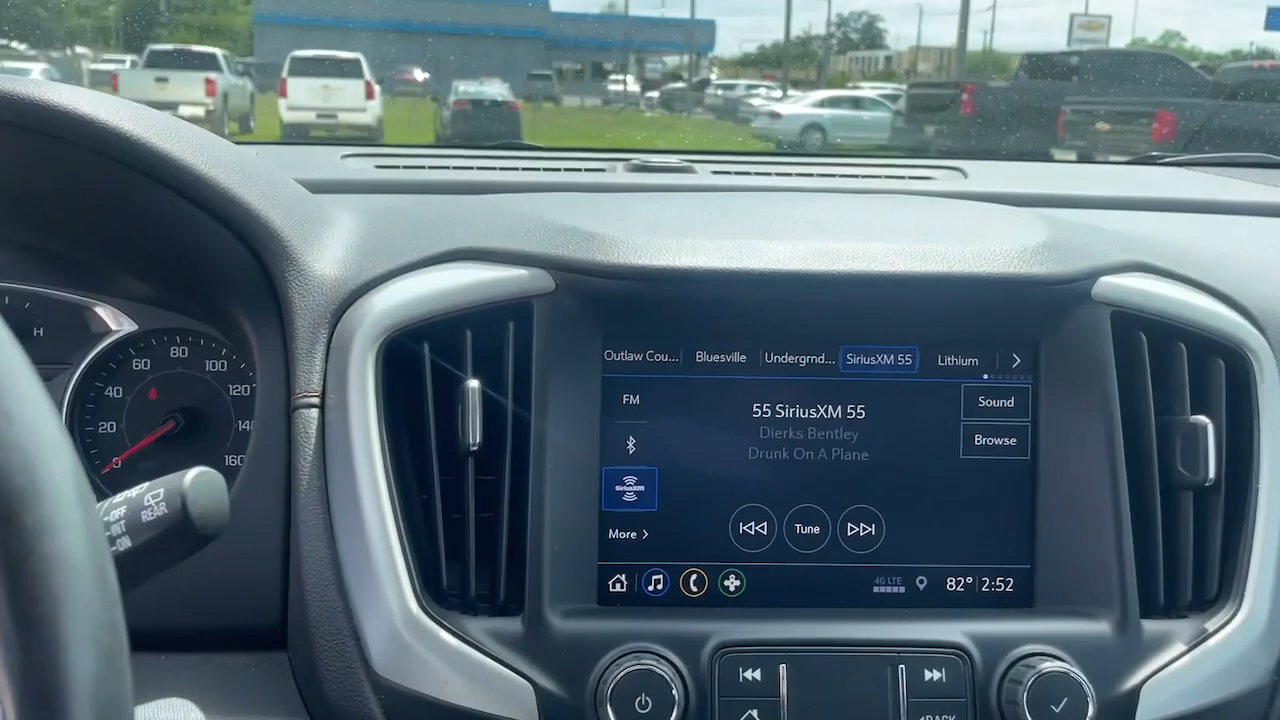 H
0
20
40
60
80
100
120
14
160
OFF
INT
ON
REAR
Outlaw Cou...
Bluesville
Undergrnd...
SiriusXM 55
Lithium
FM
SiriusXM
More
55 SiriusXM 55
Dierks Bentley
Drunk On A Plane
Sound
Browse
Tune
4G LTE
82°
2:52
BACK